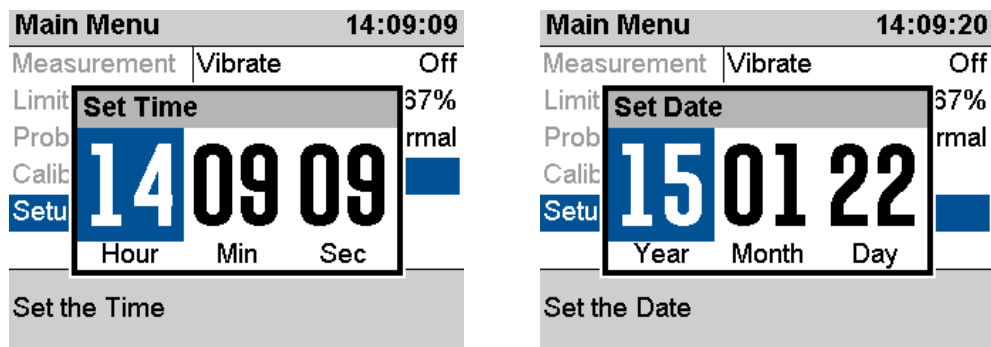 Main Menu 14:09:09
Measurement Vibrate Off
Limit 67%
Prob rmal
Calib
Setu
Set Time
14 09 09
Hour Min Sec
Set the Time
Main Menu 14:09:20
Measurement Vibrate Off
Limit 67%
Prob rmal
Calib
Setu
Set Date
15 01 22
Year Month Day
Set the Date